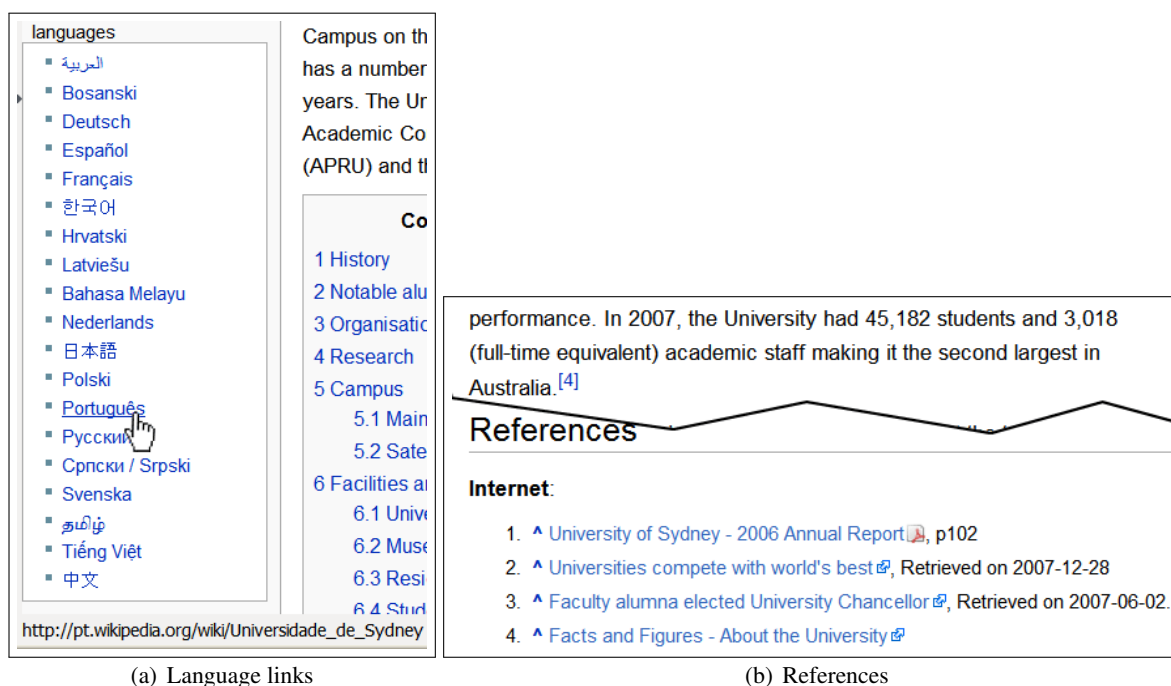 languages
العربية
Bosanski
Deutsch
Español
Français
한국어
Hrvatski
Latviešu
Bahasa Melayu
Nederlands
日本語
Polski
Português
Русский
Српски / Srpski
Svenska
தமிழ்
Tiếng Việt
中文
http://pt.wikipedia.org/wiki/Universidade_de_Sydney
Campus on th
has a number
years. The Un
Academic Co
(APRU) and th
Co
1 History
2 Notable alu
3 Organisatio
4 Research
5 Campus
5.1 Main
5.2 Sate
6 Facilities a
6.1 Unive
6.2 Muse
6.3 Resi
6.4 Stud
(a) Language links
performance. In 2007, the University had 45,182 students and 3,018
(full-time equivalent) academic staff making it the second largest in
Australia.[4]
References
Internet:
1. ^ University of Sydney - 2006 Annual Report, p102
2. ^ Universities compete with world's best, Retrieved on 2007-12-28
3. ^ Faculty alumna elected University Chancellor, Retrieved on 2007-06-02.
4. ^ Facts and Figures - About the University
(b) References